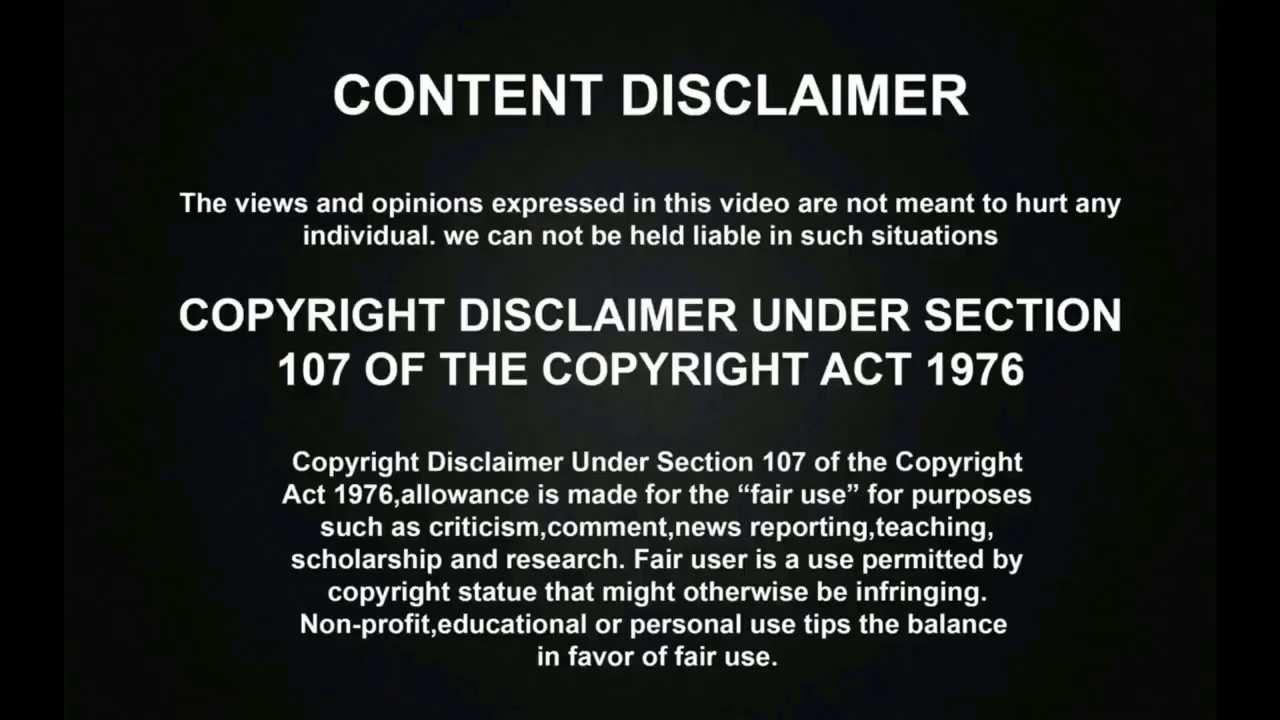 CONTENT DISCLAIMER
The views and opinions expressed in this video are not meant to hurt any
individual. we can not be held liable in such situations
COPYRIGHT DISCLAIMER UNDER SECTION
107 OF THE COPYRIGHT ACT 1976
Copyright Disclaimer Under Section 107 of the Copyright
Act 1976,allowance is made for the “fair use” for purposes
such as criticism,comment,news reporting,teaching,
scholarship and research. Fair user is a use permitted by
copyright statue that might otherwise be infringing.
Non-profit,educational or personal use tips the balance
in favor of fair use.